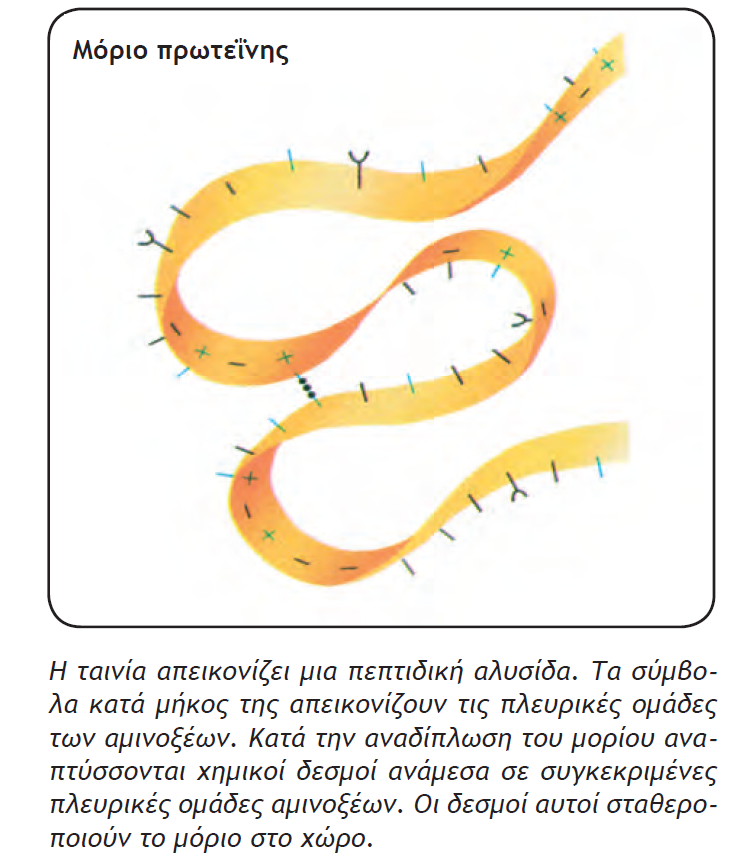 Μόριο πρωτεΐνης
Η ταινία απεικονίζει μια πεπτιδική αλυσίδα. Τα σύμβο-
λα κατά μήκος της απεικονίζουν τις πλευρικές ομάδες
των αμινοξέων. Κατά την αναδίπλωση του μορίου ανα-
πτύσσονται χημικοί δεσμοί ανάμεσα σε συγκεκριμένες
πλευρικές ομάδες αμινοξέων. Οι δεσμοί αυτοί σταθερο-
ποιούν το μόριο στο χώρο.